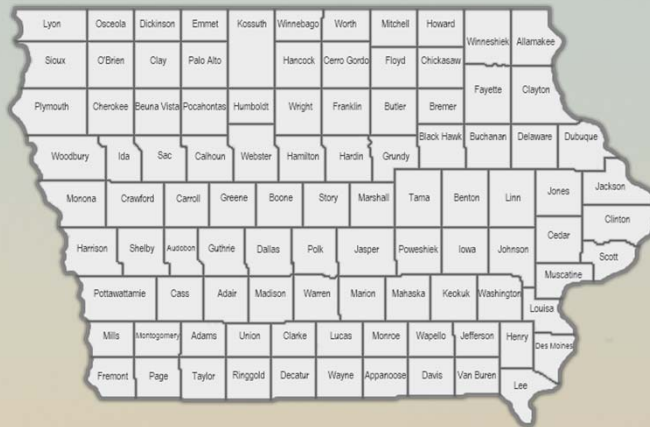 Lyon Osceola Dickinson Emmet Kossuth Winnebago Worth Mitchell Howard
Winneshiek Allamakee
Sioux O'Brien Clay Palo Alto Hancock Cerro Gordo Floyd Chickasaw
Fayette Clayton
Plymouth Cherokee Beuna Vista Pocahontas Humboldt Wright Franklin Butler Bremer
Black Hawk Buchanan Delaware Dubuque
Woodbury Ida Sac Calhoun Webster Hamilton Hardin Grundy
Jones Jackson
Monona Crawford Carroll Greene Boone Story Marshall Tama Benton Linn
Clinton
Cedar
Harrison Shelby Audobon Guthrie Dallas Polk Jasper Poweshiek Iowa Johnson
Scott
Muscatine
Pottawattamie Cass Adair Madison Warren Marion Mahaska Keokuk Washington
Louisa
Mills Montgomery Adams Union Clarke Lucas Monroe Wapello Jefferson Henry
Des Moines
Fremont Page Taylor Ringgold Decatur Wayne Appanoose Davis Van Buren
Lee